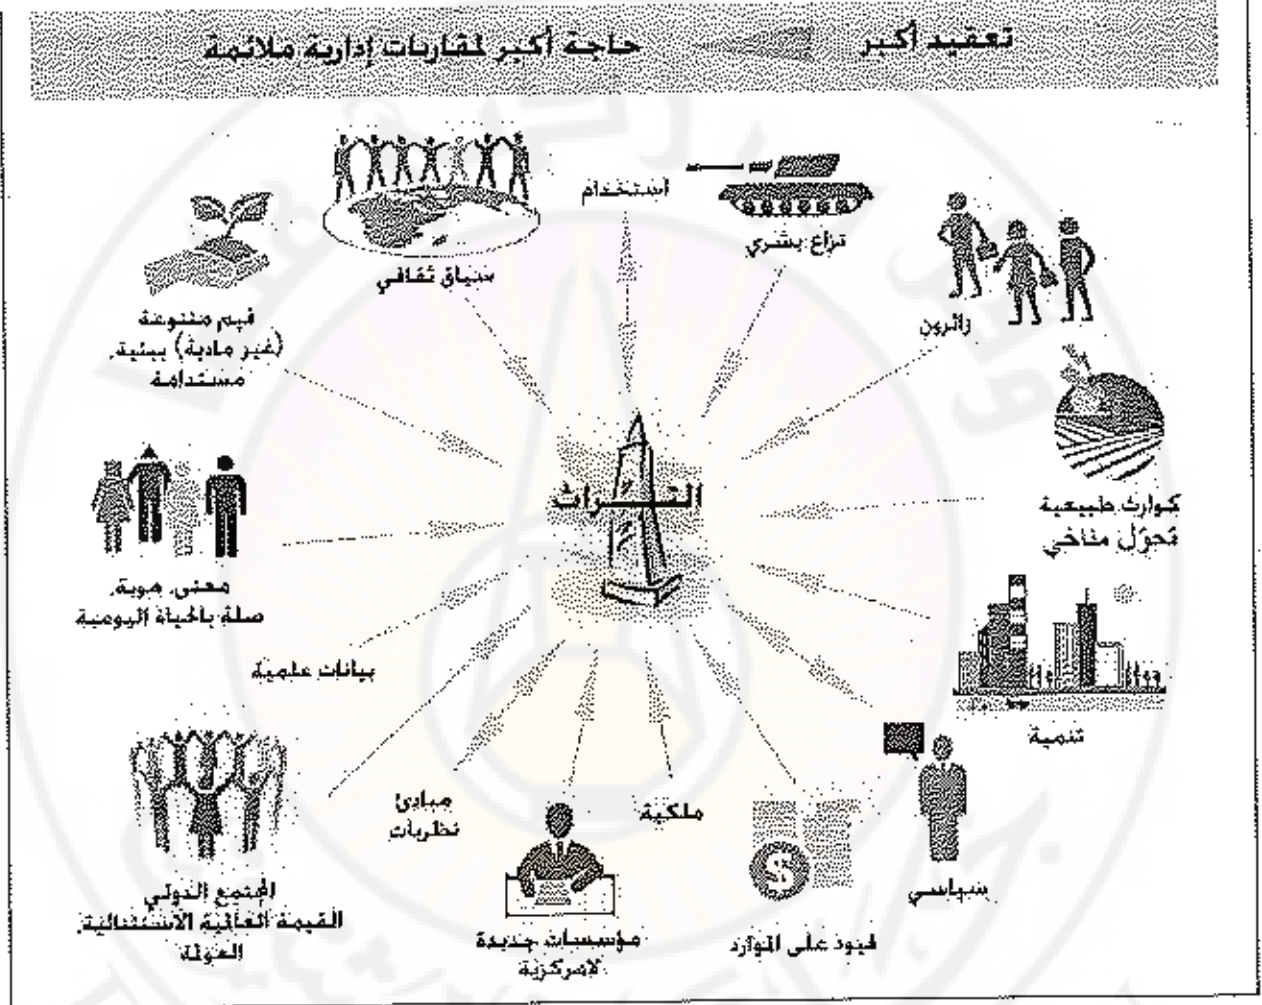 تعقيد أكبر
حاجة أكبر لمقاربات إدارية ملائمة
استخدام
نزاع بشري
زائرون
سياق ثقافي
قيم متنوعة
(غير مادية) بيئية،
مستدامة
التــراث
كوارث طبيعية
تحوّل مناخي
معنى، هوية،
صلة بالحياة اليومية
بيانات علمية
تنمية
مبادئ
نظريات
ملكية
سياسي
المجتمع الدولي
القيمة العالمية الاستثنائية،
العولمة
مؤسسات جديدة
لامركزية
قيود على الموارد